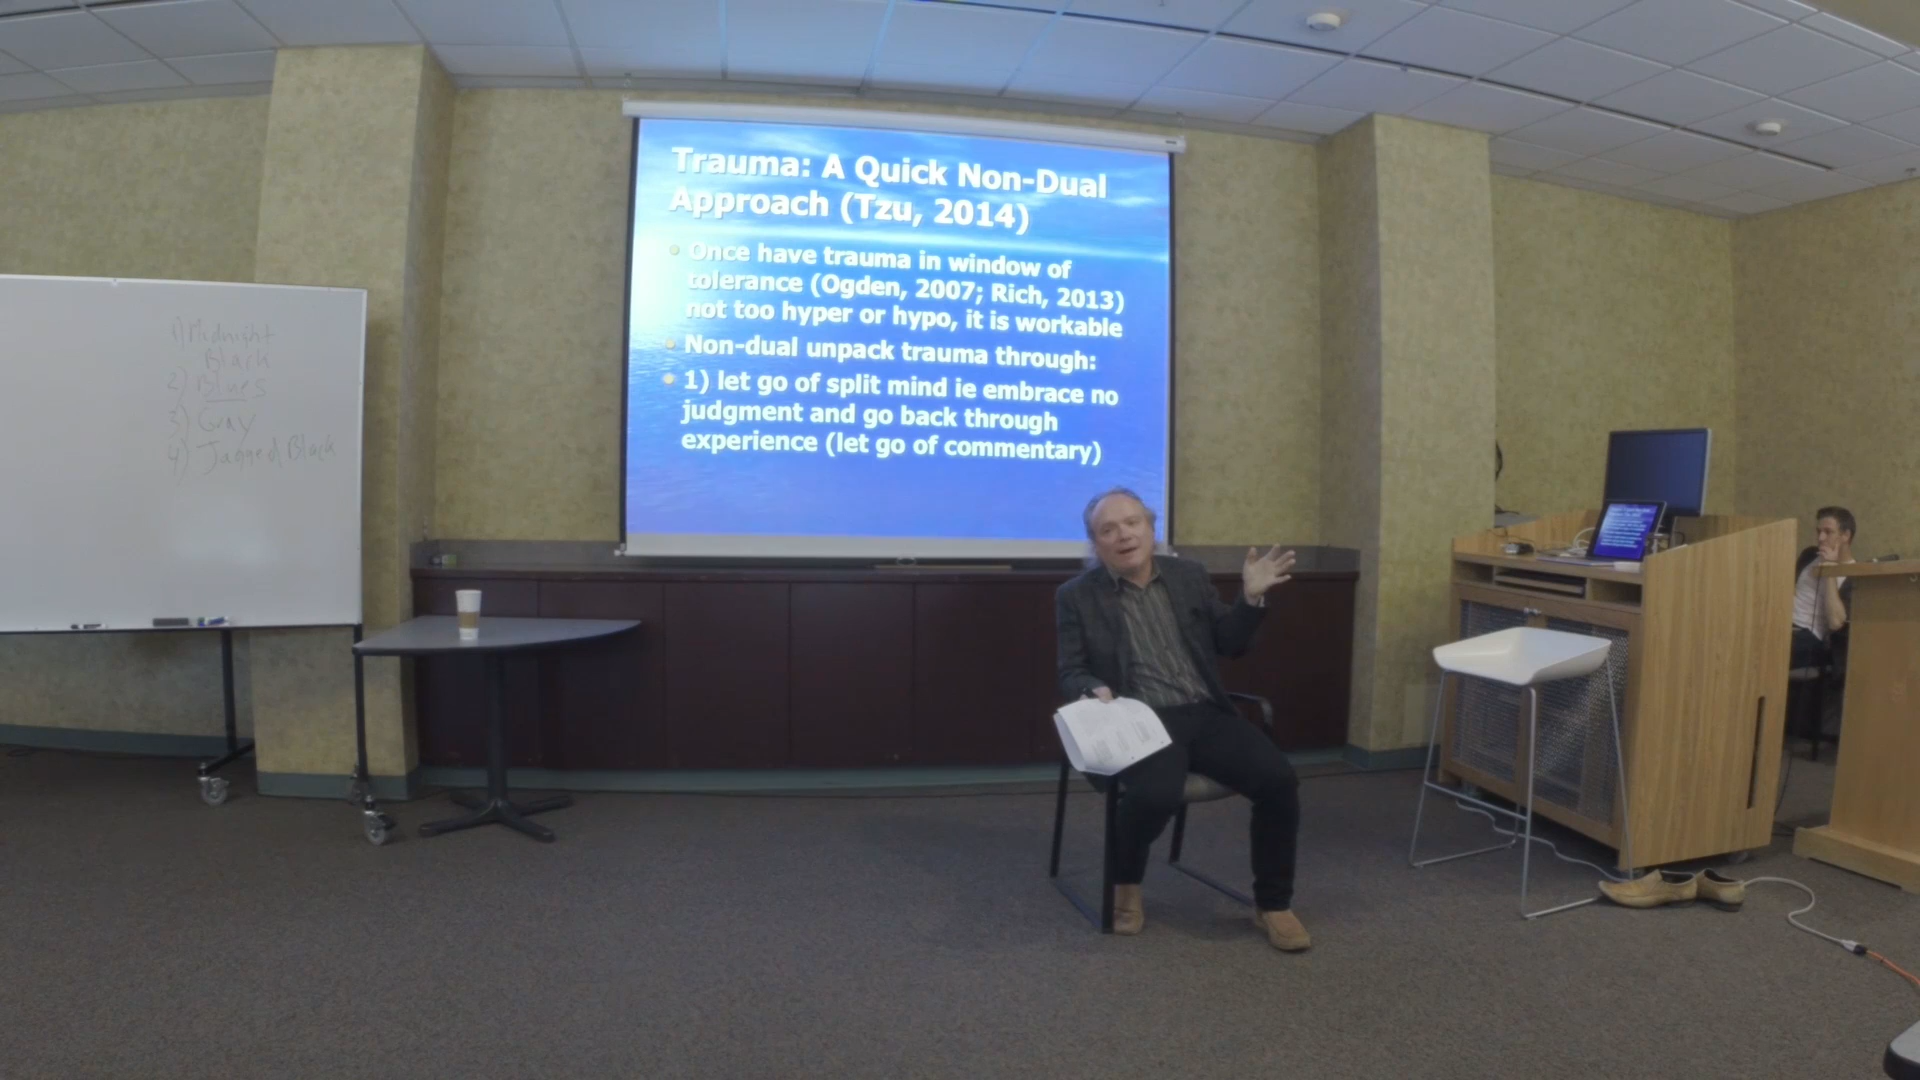 1) Midnight
Black
2) Blues
3) Gray
4) Jagged Black
Trauma: A Quick Non-Dual
Approach (Tzu, 2014)
Once have trauma in window of
tolerance (Ogden, 2007; Rich, 2013)
not too hyper or hypo, it is workable
Non-dual unpack trauma through:
1) let go of split mind ie embrace no
judgment and go back through
experience (let go of commentary)